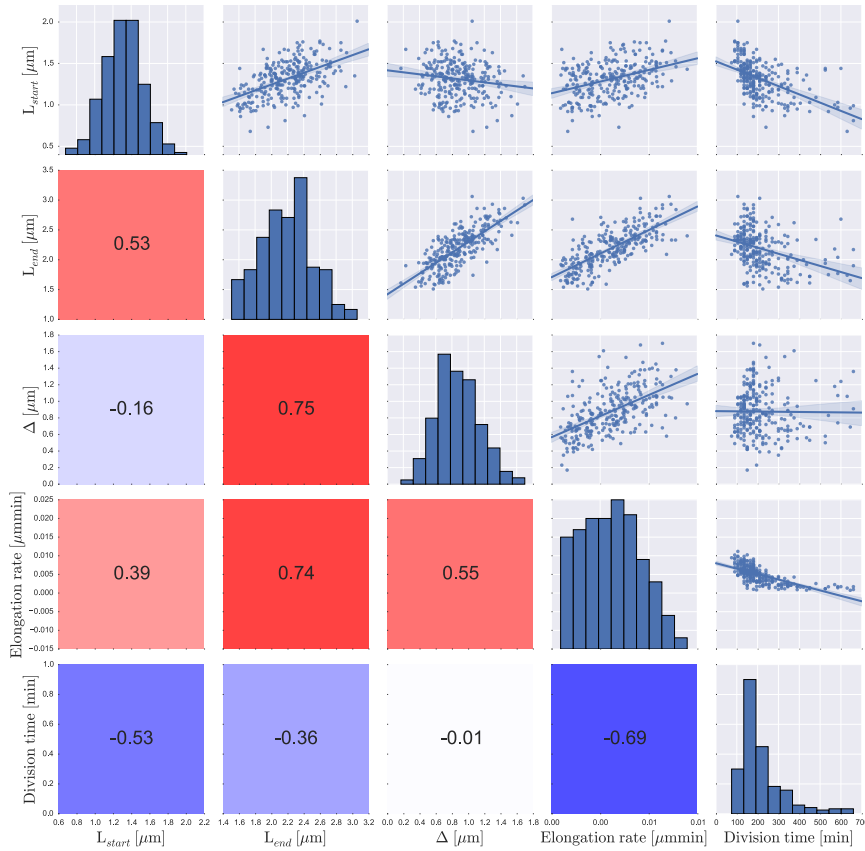 2.0
1.5
1.0
0.5
L_start [μm]
3.5
3.0
2.5
2.0
1.5
1.0
L_end [μm]
0.53
1.8
1.6
1.4
1.2
1.0
0.8
0.6
0.4
0.2
0.0
Δ [μm]
-0.16 0.75
0.025
0.020
0.015
0.010
0.005
0.000
−0.005
−0.010
−0.015
Elongation rate [μmmin]
0.39 0.74 0.55
1.0
0.8
0.6
0.4
0.2
0.0
Division time [min]
-0.53 -0.36 -0.01 -0.69
0.6 0.8 1.0 1.2 1.4 1.6 1.8 2.0 2.2
L_start [μm]
1.4 1.6 1.8 2.0 2.2 2.4 2.6 2.8 3.0 3.2
L_end [μm]
0.0 0.2 0.4 0.6 0.8 1.0 1.2 1.4 1.6 1.8
Δ [μm]
0.00 0.00 0.01 0.01
Elongation rate [μmmin]
0 100 200 300 400 500 600 700
Division time [min]